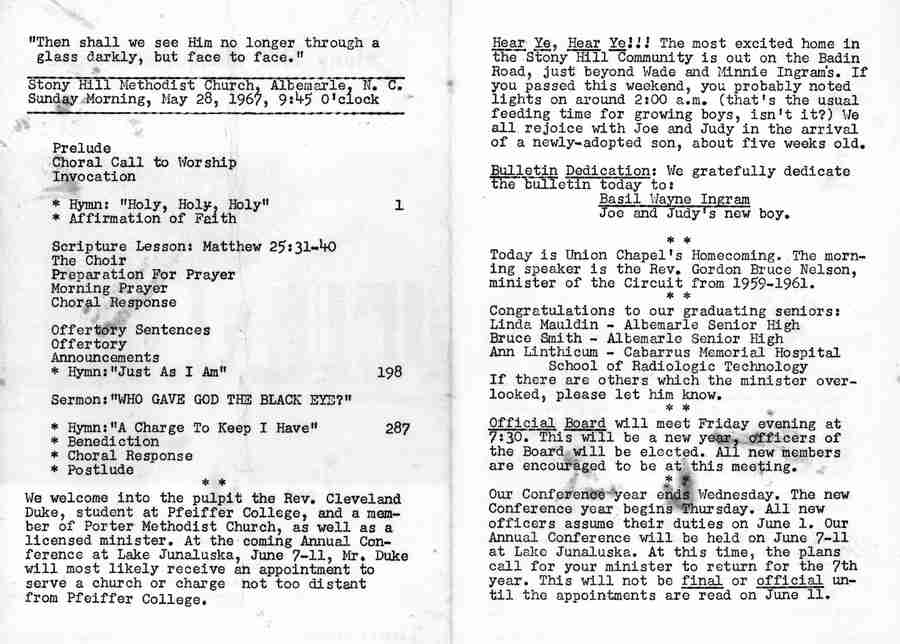 "Then shall we see Him no longer through a
glass darkly, but face to face."
Stony Hill Methodist Church, Albemarle, N. C.
Sunday Morning, May 28, 1967, 9:45 O'clock
Prelude
Choral Call to Worship
Invocation
* Hymn: "Holy, Holy, Holy" 1
* Affirmation of Faith
Scripture Lesson: Matthew 25:31-40
The Choir
Preparation For Prayer
Morning Prayer
Choral Response
Offertory Sentences
Offertory
Announcements
* Hymn:"Just As I Am" 198
Sermon:"WHO GAVE GOD THE BLACK EYE?"
* Hymn:"A Charge To Keep I Have" 287
* Benediction
* Choral Response
* Postlude
* *
We welcome into the pulpit the Rev. Cleveland
Duke, student at Pfeiffer College, and a mem-
ber of Porter Methodist Church, as well as a
licensed minister. At the coming Annual Con-
ference at Lake Junaluska, June 7-11, Mr. Duke
will most likely receive an appointment to
serve a church or charge not too distant
from Pfeiffer College.
Hear Ye, Hear Ye!!! The most excited home in
the Stony Hill Community is out on the Badin
Road, just beyond Wade and Minnie Ingram's. If
you passed this weekend, you probably noted
lights on around 2:00 a.m. (that's the usual
feeding time for growing boys, isn't it?) We
all rejoice with Joe and Judy in the arrival
of a newly-adopted son, about five weeks old.
Bulletin Dedication: We gratefully dedicate
the bulletin today to:
Basil Wayne Ingram
Joe and Judy's new boy.
* *
Today is Union Chapel's Homecoming. The morn-
ing speaker is the Rev. Gordon Bruce Nelson,
minister of the Circuit from 1959-1961.
* *
Congratulations to our graduating seniors:
Linda Mauldin - Albemarle Senior High
Bruce Smith - Albemarle Senior High
Ann Linthicum - Cabarrus Memorial Hospital
School of Radiologic Technology
If there are others which the minister over-
looked, please let him know.
* *
Official Board will meet Friday evening at
7:30. This will be a new year, officers of
the Board will be elected. All new members
are encouraged to be at this meeting.
* *
Our Conference year ends Wednesday. The new
Conference year begins Thursday. All new
officers assume their duties on June 1. Our
Annual Conference will be held on June 7-11
at Lake Junaluska. At this time, the plans
call for your minister to return for the 7th
year. This will not be final or official un-
til the appointments are read on June 11.